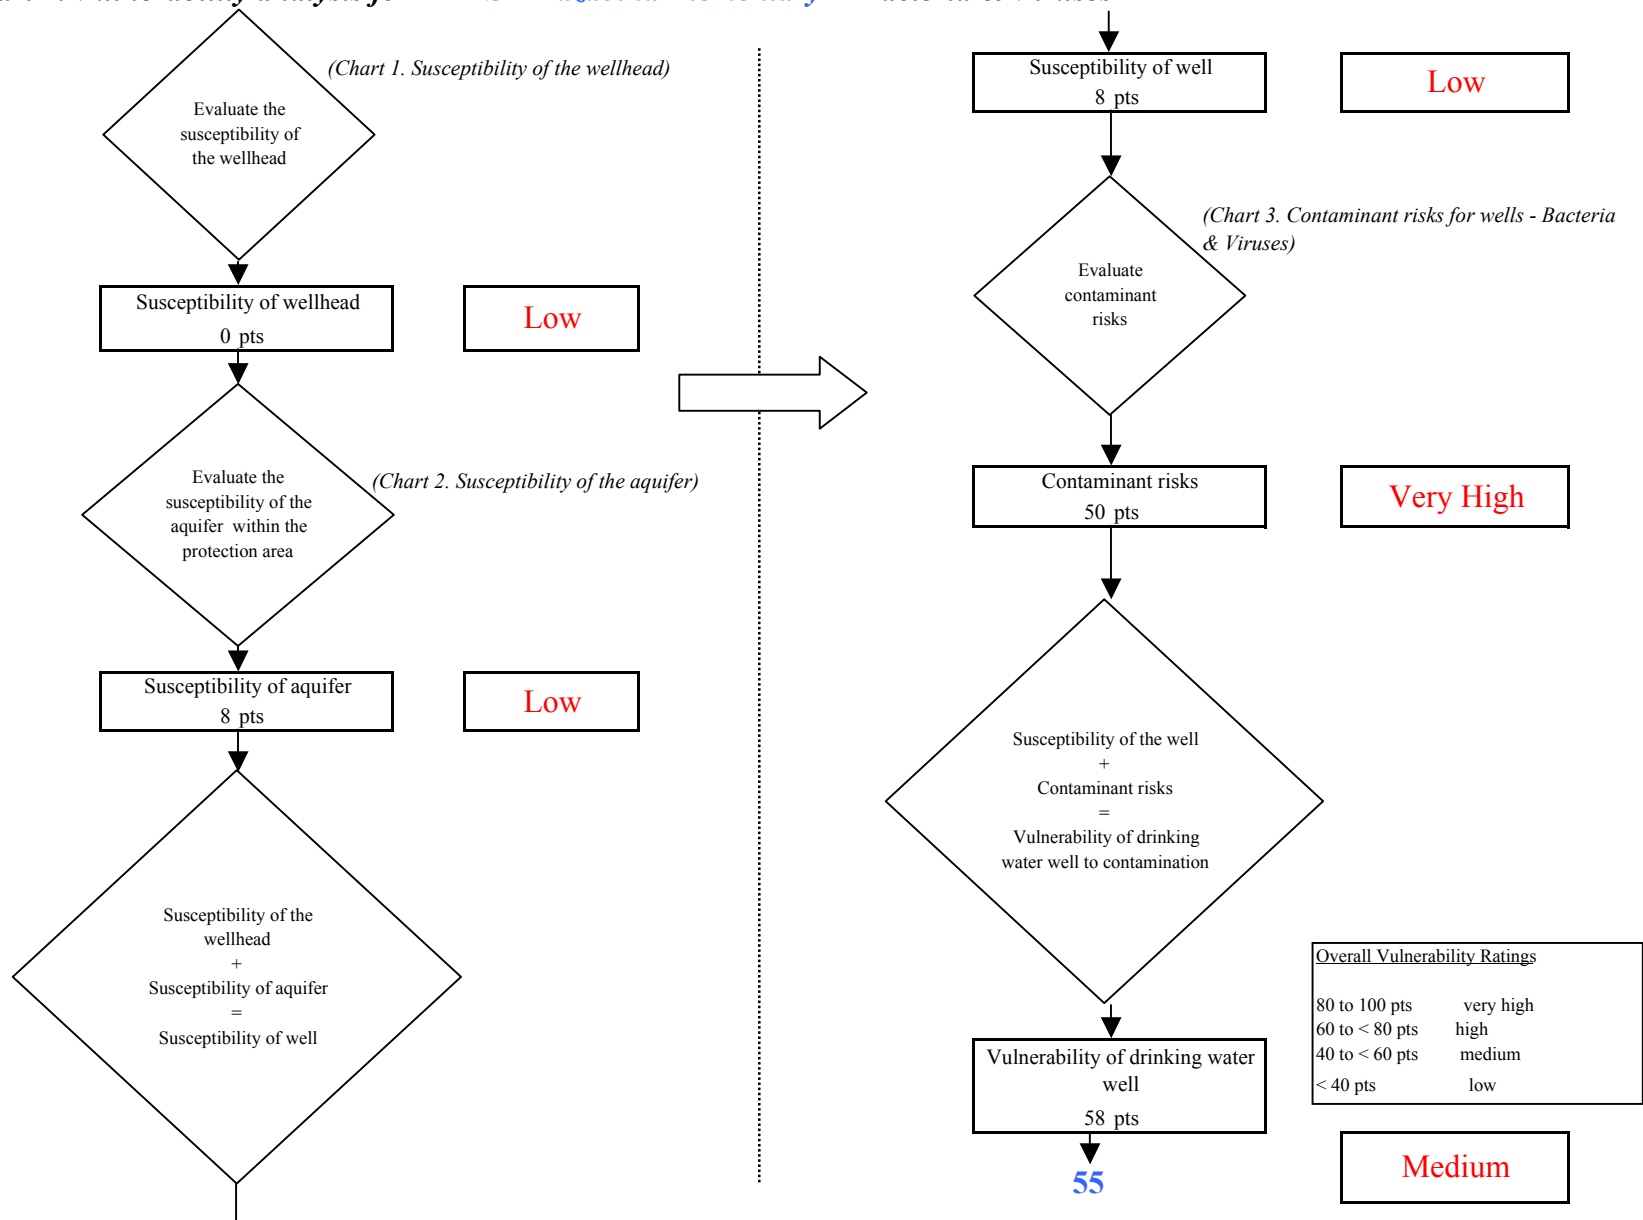 (Chart 1. Susceptibility of the wellhead)
Evaluate the
susceptibility of
the wellhead
Susceptibility of wellhead
0 pts
Low
Evaluate the
susceptibility of the
aquifer within the
protection area
(Chart 2. Susceptibility of the aquifer)
Susceptibility of aquifer
8 pts
Low
Susceptibility of the
wellhead
+
Susceptibility of aquifer
=
Susceptibility of well
Susceptibility of well
8 pts
Low
(Chart 3. Contaminant risks for wells - Bacteria
& Viruses)
Evaluate
contaminant
risks
Contaminant risks
50 pts
Very High
Susceptibility of the well
+
Contaminant risks
=
Vulnerability of drinking
water well to contamination
Overall Vulnerability Ratings
80 to 100 pts very high
60 to < 80 pts high
40 to < 60 pts medium
< 40 pts low
Vulnerability of drinking water
well
58 pts
55
Medium